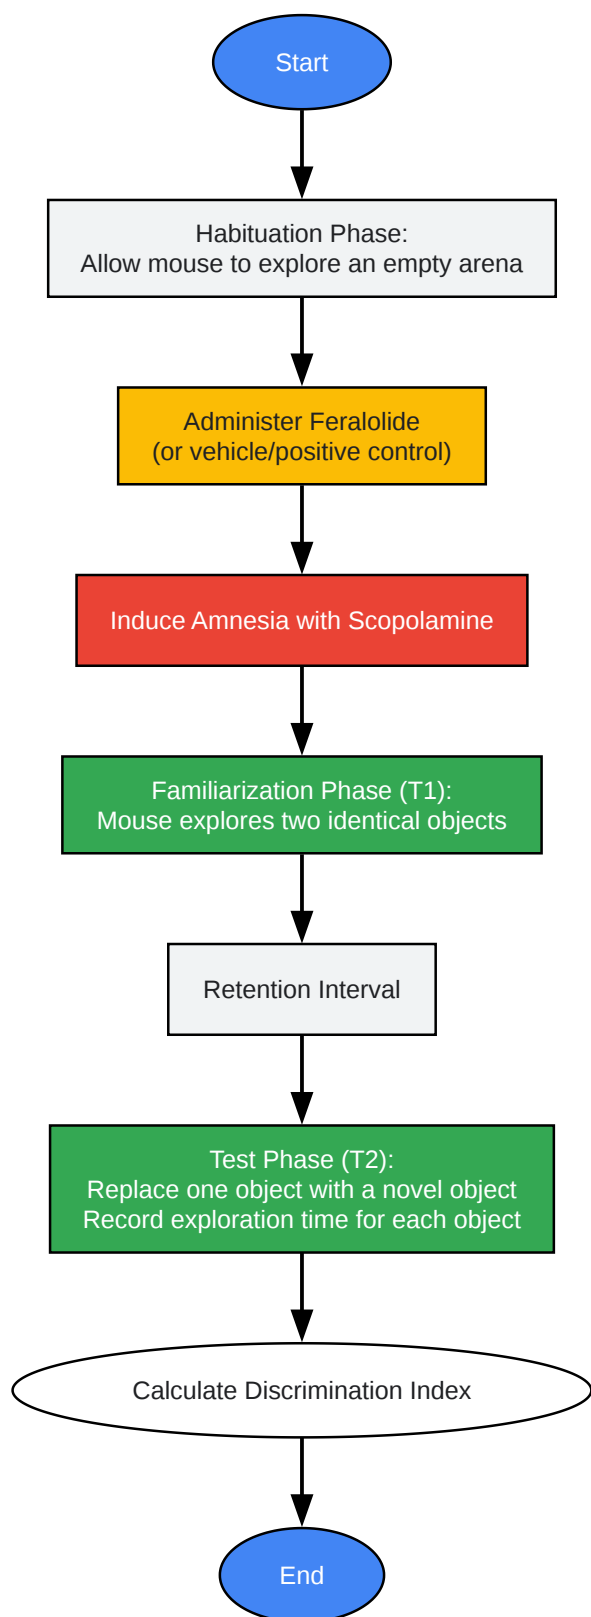 Start
Habituation Phase:
Allow mouse to explore an empty arena
Administer Feralolide
(or vehicle/positive control)
Induce Amnesia with Scopolamine
Familiarization Phase (T1):
Mouse explores two identical objects
Retention Interval
Test Phase (T2):
Replace one object with a novel object
Record exploration time for each object
Calculate Discrimination Index
End